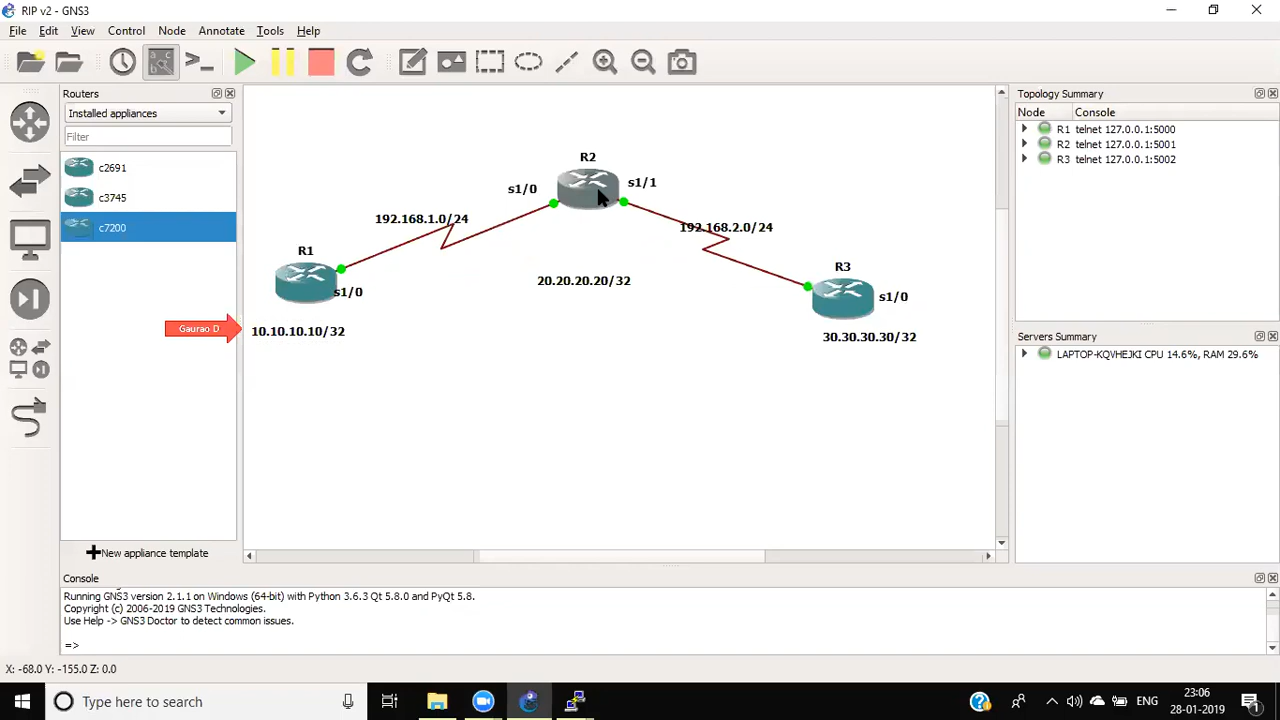 RIP v2 - GNS3
File Edit View Control Node Annotate Tools Help
Routers
Installed appliances
Filter
c2691
c3745
c7200
New appliance template
R2
s1/0
s1/1
192.168.1.0/24
192.168.2.0/24
R1
s1/0
R3
s1/0
20.20.20.20/32
Gaurao D
10.10.10.10/32
30.30.30.30/32
Topology Summary
Node Console
R1 telnet 127.0.0.1:5000
R2 telnet 127.0.0.1:5001
R3 telnet 127.0.0.1:5002
Servers Summary
LAPTOP-KQVHEJKI CPU 14.6%, RAM 29.6%
Console
Running GNS3 version 2.1.1 on Windows (64-bit) with Python 3.6.3 Qt 5.8.0 and PyQt 5.8.
Copyright (c) 2006-2019 GNS3 Technologies.
Use Help -> GNS3 Doctor to detect common issues.
=>
X: -68.0 Y: -155.0 Z: 0.0
Type here to search
ENG
23:06
28-01-2019
1